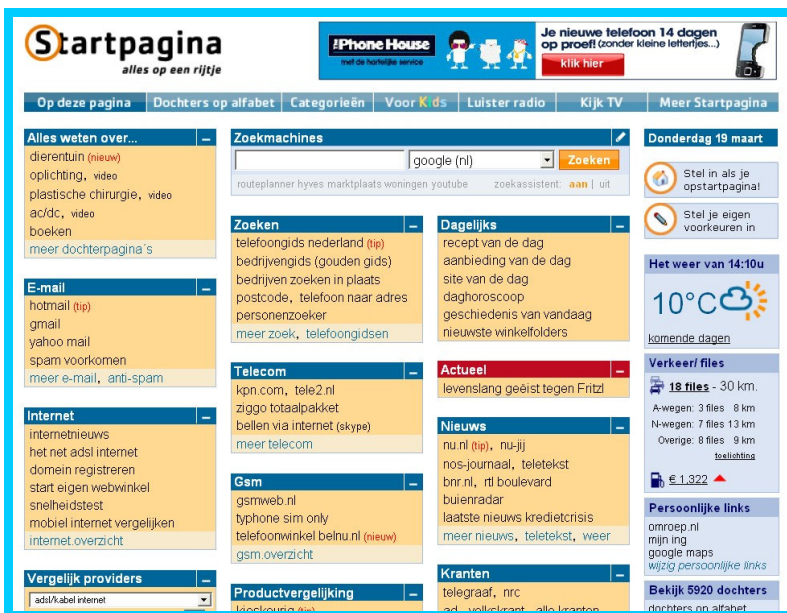 Startpagina
alles op een rijtje
The Phone House
met de hartelijke service
Je nieuwe telefoon 14 dagen
op proef! (zonder kleine lettertjes...)
klik hier
Op deze pagina Dochters op alfabet Categorieën Voor Kids Luister radio Kijk TV Meer Startpagina
Alles weten over...
dierentuin (nieuw)
oplichting, video
plastische chirurgie, video
ac/dc, video
boeken
meer dochterpagina´s
E-mail
hotmail (tip)
gmail
yahoo mail
spam voorkomen
meer e-mail, anti-spam
Internet
internetnieuws
het net adsl internet
domein registreren
start eigen webwinkel
snelheidstest
mobiel internet vergelijken
internet.overzicht
Vergelijk providers
adsl/kabel internet
Zoekmachines
google (nl) Zoeken
routeplanner hyves marktplaats woningen youtube zoekassistent: aan | uit
Zoeken
telefoongids nederland (tip)
bedrijvengids (gouden gids)
bedrijven zoeken in plaats
postcode, telefoon naar adres
personenzoeker
meer zoek, telefoongidsen
Telecom
kpn.com, tele2.nl
ziggo totaalpakket
bellen via internet (skype)
meer telecom
Gsm
gsmweb.nl
typhone sim only
telefoonwinkel belnu.nl (nieuw)
gsm.overzicht
Productvergelijking
kieskeurig (tip)
Dagelijks
recept van de dag
aanbieding van de dag
site van de dag
daghoroscoop
geschiedenis van vandaag
nieuwste winkelfolders
Actueel
levenslang geëist tegen Fritzl
Nieuws
nu.nl (tip), nu-jij
nos-journaal, teletekst
bnr.nl, rtl boulevard
buienradar
laatste nieuws kredietcrisis
meer nieuws, teletekst, weer
Kranten
telegraaf, nrc
ad, volkskrant, alle kranten
Donderdag 19 maart
Stel in als je
opstartpagina!
Stel je eigen
voorkeuren in
Het weer van 14:10u
10°C
komende dagen
Verkeer/ files
18 files - 30 km.
A-wegen: 3 files 8 km
N-wegen: 7 files 13 km
Overige: 8 files 9 km
toelichting
€ 1,322
Persoonlijke links
omroep.nl
mijn ing
google maps
wijzig persoonlijke links
Bekijk 5920 dochters
dochters op alfabet